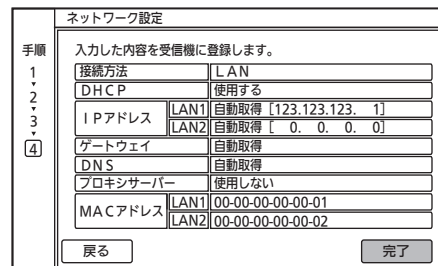 ネットワーク設定
手順
1
2
3
4
入力した内容を受信機に登録します。
接続方法 LAN
DHCP 使用する
IPアドレス LAN1 自動取得 [123.123.123. 1]
LAN2 自動取得 [ 0. 0. 0. 0]
ゲートウェイ 自動取得
DNS 自動取得
プロキシサーバー 使用しない
MACアドレス LAN1 00-00-00-00-00-01
LAN2 00-00-00-00-00-02
戻る 完了